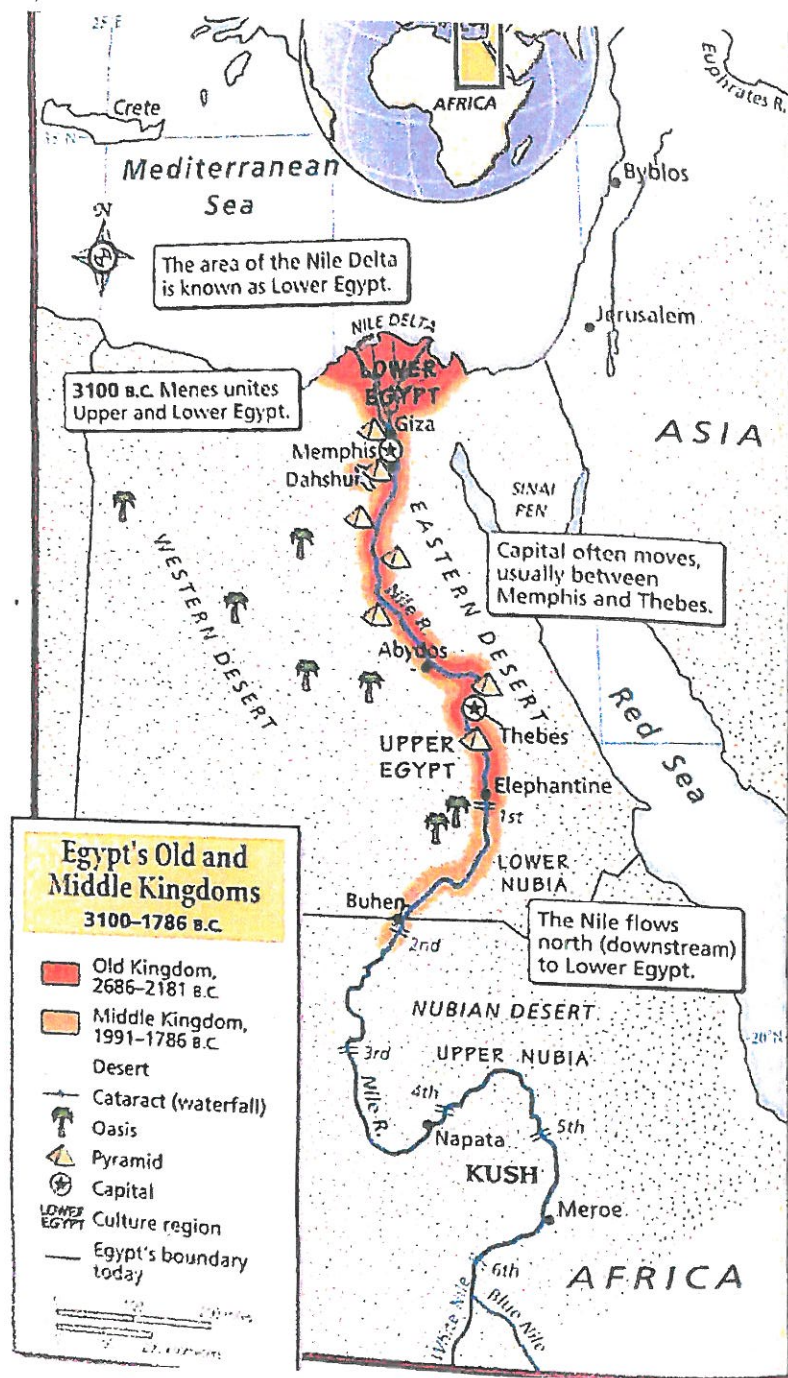 25 E
AFRICA
Euphrates R.
Crete
Mediterranean
Sea
Byblos
N
The area of the Nile Delta
is known as Lower Egypt.
Jerusalem
NILE DELTA
LOWER
EGYPT
3100 B.C. Menes unites
Upper and Lower Egypt.
Giza
Memphis
Dahshur
ASIA
SINAI
PEN
WESTERN DESERT
EASTERN DESERT
Capital often moves,
usually between
Memphis and Thebes.
Nile R.
Abydos
Red Sea
Thebes
UPPER
EGYPT
Elephantine
1st
LOWER
NUBIA
Buhen
2nd
The Nile flows
north (downstream)
to Lower Egypt.
NUBIAN DESERT
20°N
3rd
UPPER NUBIA
Nile R.
4th
Napata
5th
KUSH
Meroe
6th
AFRICA
White Nile
Blue Nile
Egypt's Old and
Middle Kingdoms
3100–1786 B.C.
Old Kingdom,
2686–2181 B.C.
Middle Kingdom,
1991–1786 B.C.
Desert
Cataract (waterfall)
Oasis
Pyramid
Capital
LOWER
EGYPT Culture region
Egypt's boundary
today